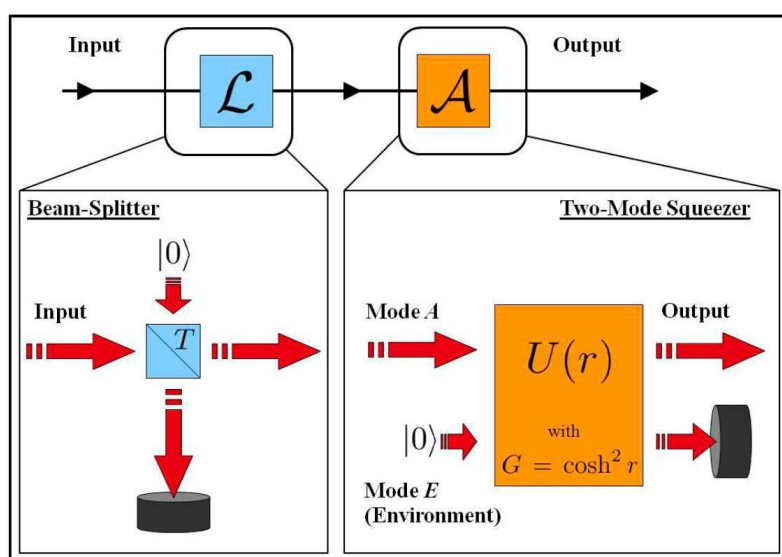 Input
Output
ℒ
𝒜
Beam-Splitter
|0⟩
Input
T
Two-Mode Squeezer
Mode A
Output
U(r)
|0⟩
with
G = cosh² r
Mode E
(Environment)